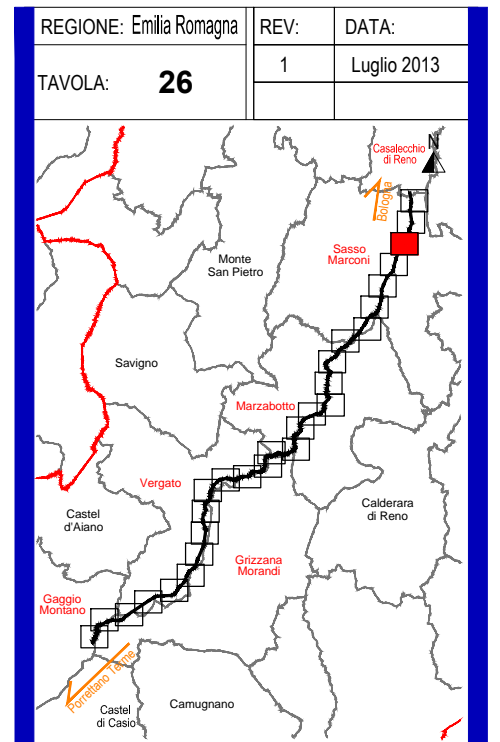 REGIONE: Emilia Romagna
REV:
DATA:
TAVOLA: 26
1
Luglio 2013
Casalecchio
di Reno
N
Bologna
Sasso
Marconi
Monte
San Pietro
Savigno
Marzabotto
Vergato
Castel
d'Aiano
Calderara
di Reno
Grizzana
Morandi
Gaggio
Montano
Porrettano Terme
Castel
di Casio
Camugnano